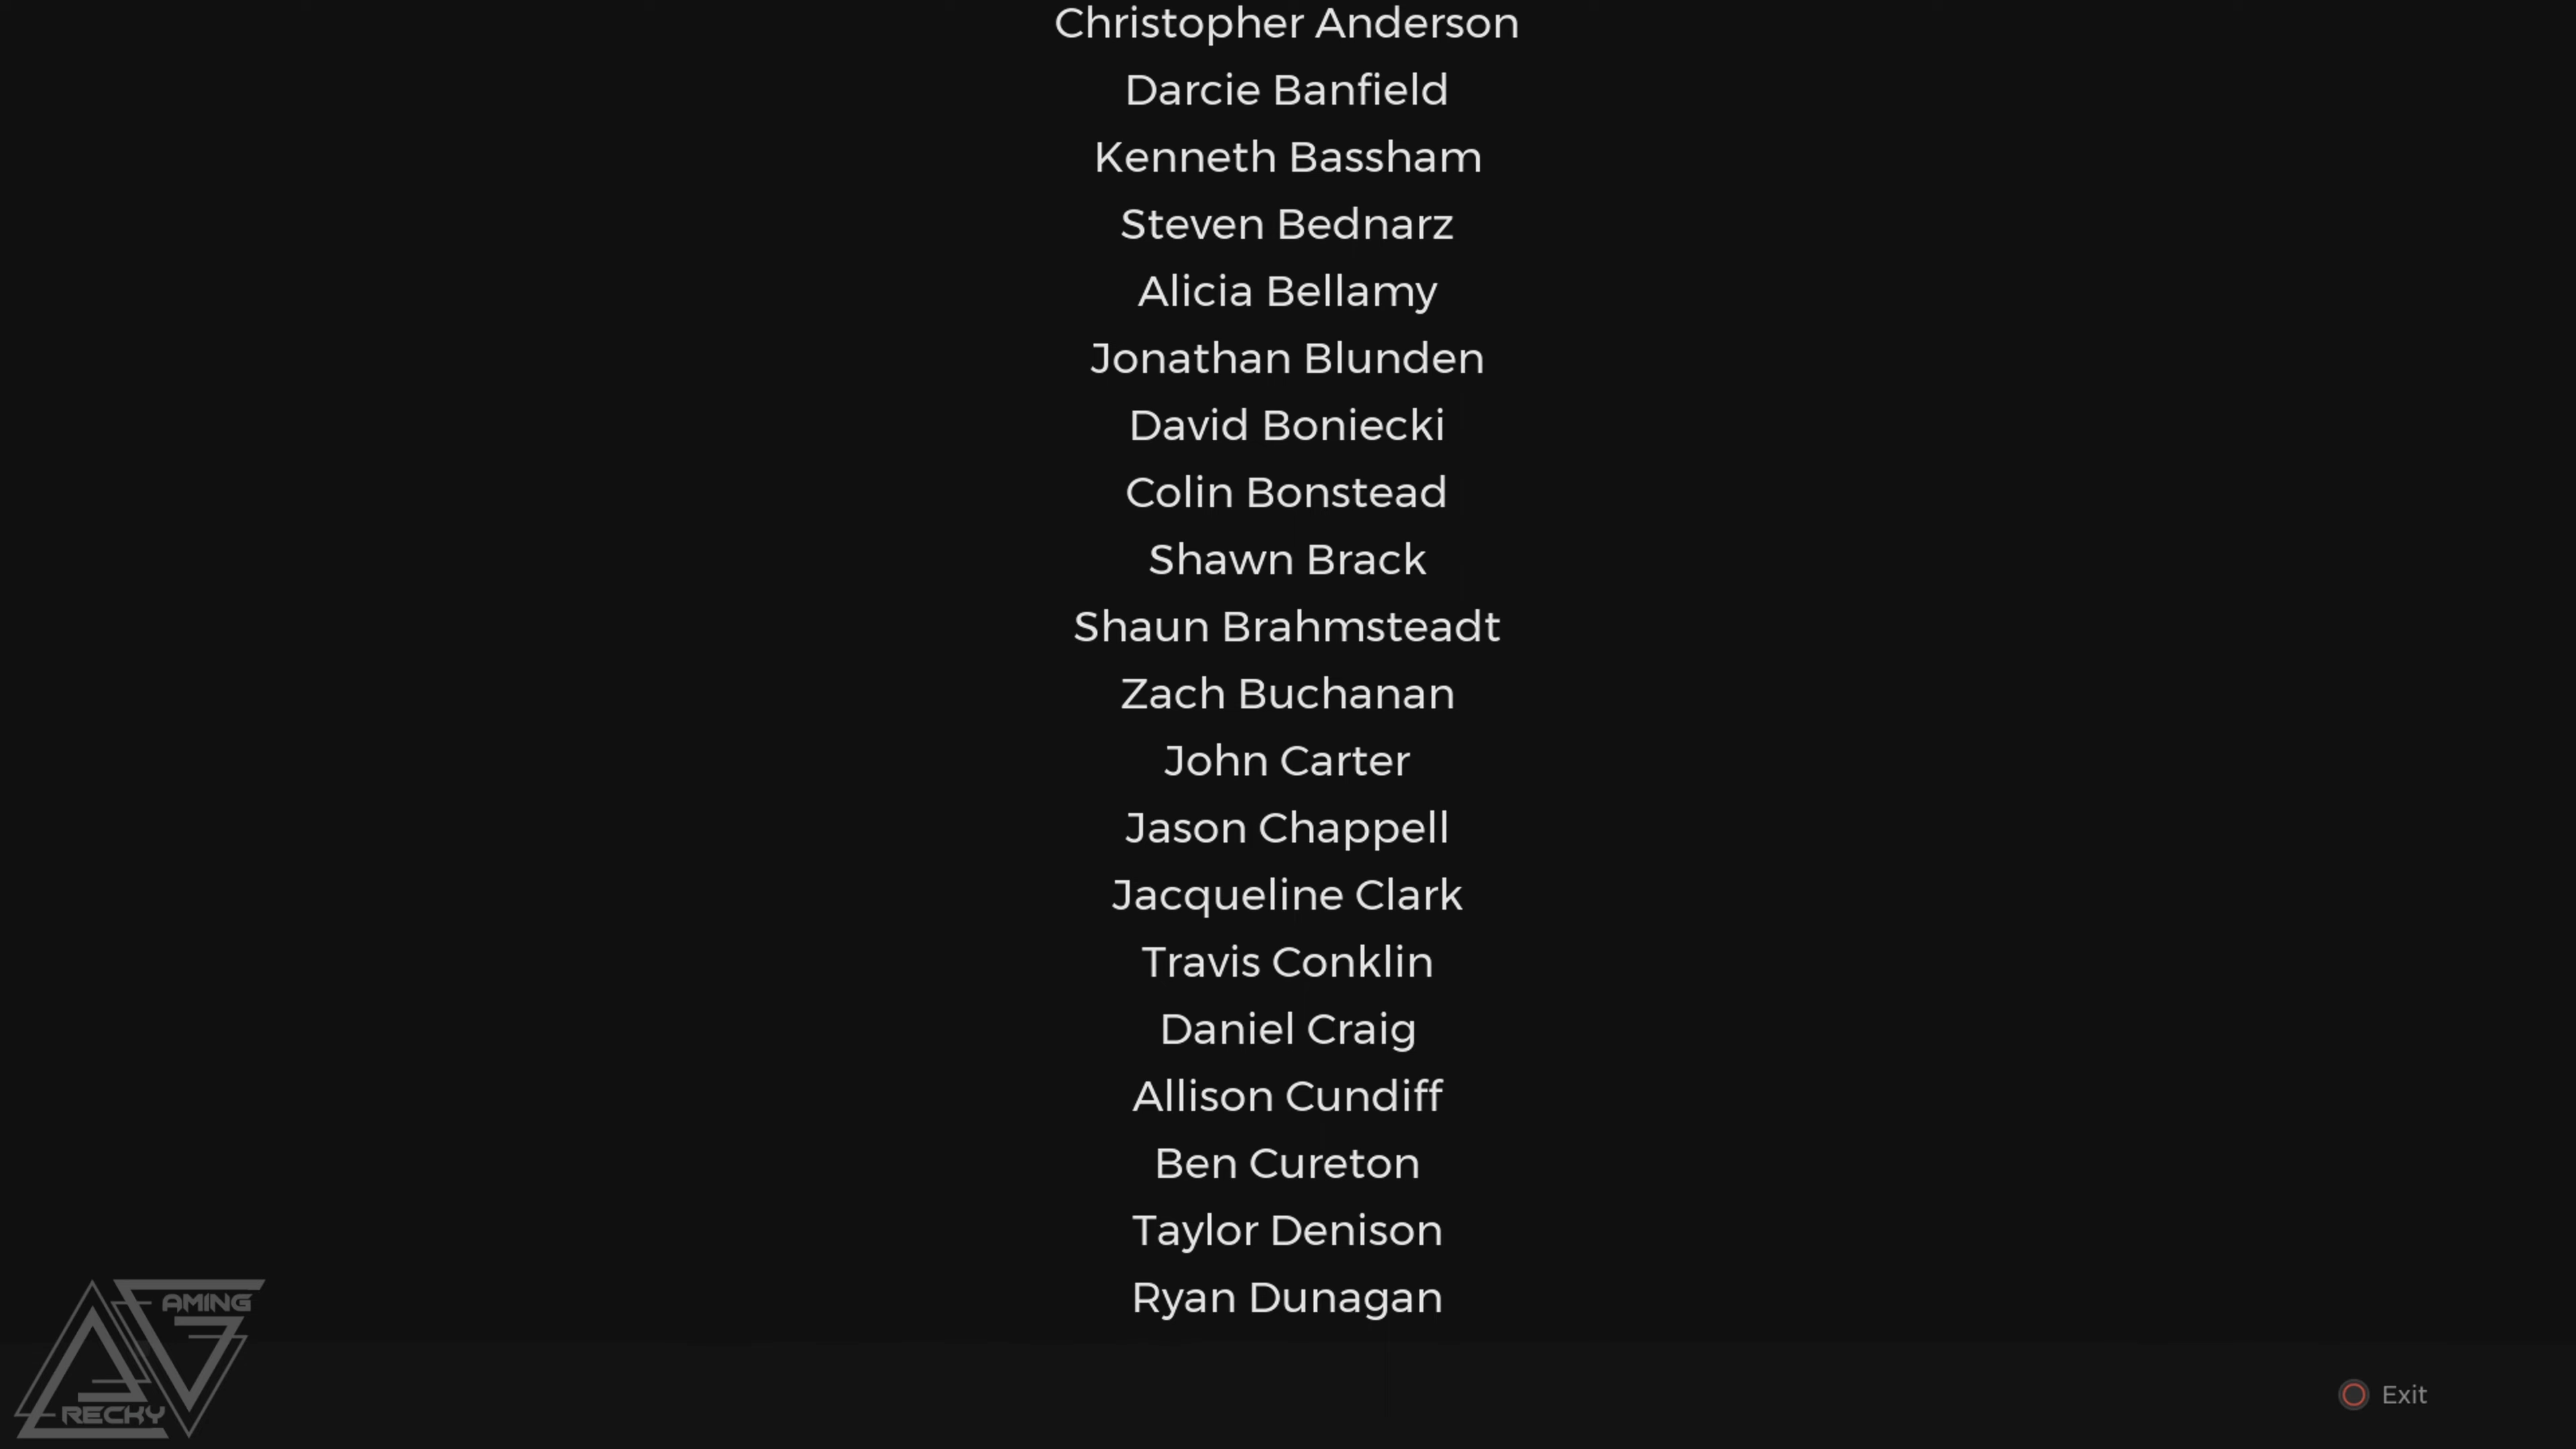 Christopher Anderson
Darcie Banfield
Kenneth Bassham
Steven Bednarz
Alicia Bellamy
Jonathan Blunden
David Boniecki
Colin Bonstead
Shawn Brack
Shaun Brahmsteadt
Zach Buchanan
John Carter
Jason Chappell
Jacqueline Clark
Travis Conklin
Daniel Craig
Allison Cundiff
Ben Cureton
Taylor Denison
Ryan Dunagan
AMING
RECKY
Exit